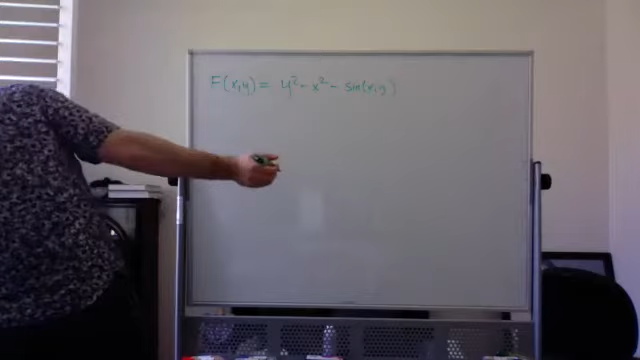 F(x,y) = y² - x² - sin(x,y)